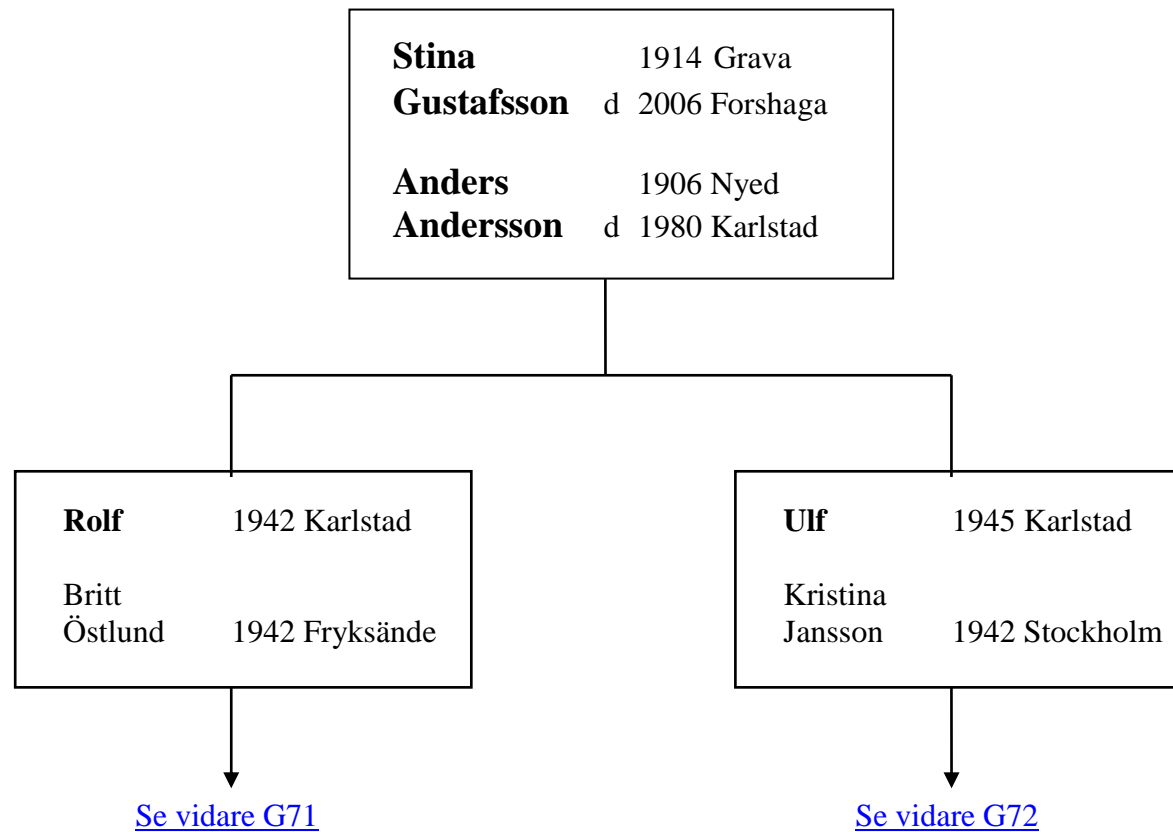 Stina 1914 Grava
Gustafsson d 2006 Forshaga
Anders 1906 Nyed
Andersson d 1980 Karlstad
Rolf 1942 Karlstad
Britt
Östlund 1942 Fryksände
Se vidare G71
Ulf 1945 Karlstad
Kristina
Jansson 1942 Stockholm
Se vidare G72